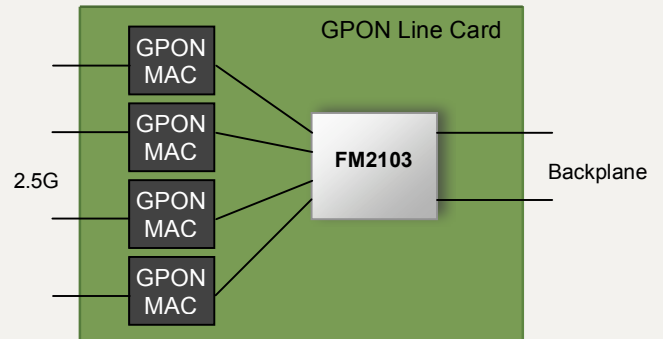 GPON Line Card
GPON
MAC
GPON
MAC
FM2103
2.5G
Backplane
GPON
MAC
GPON
MAC